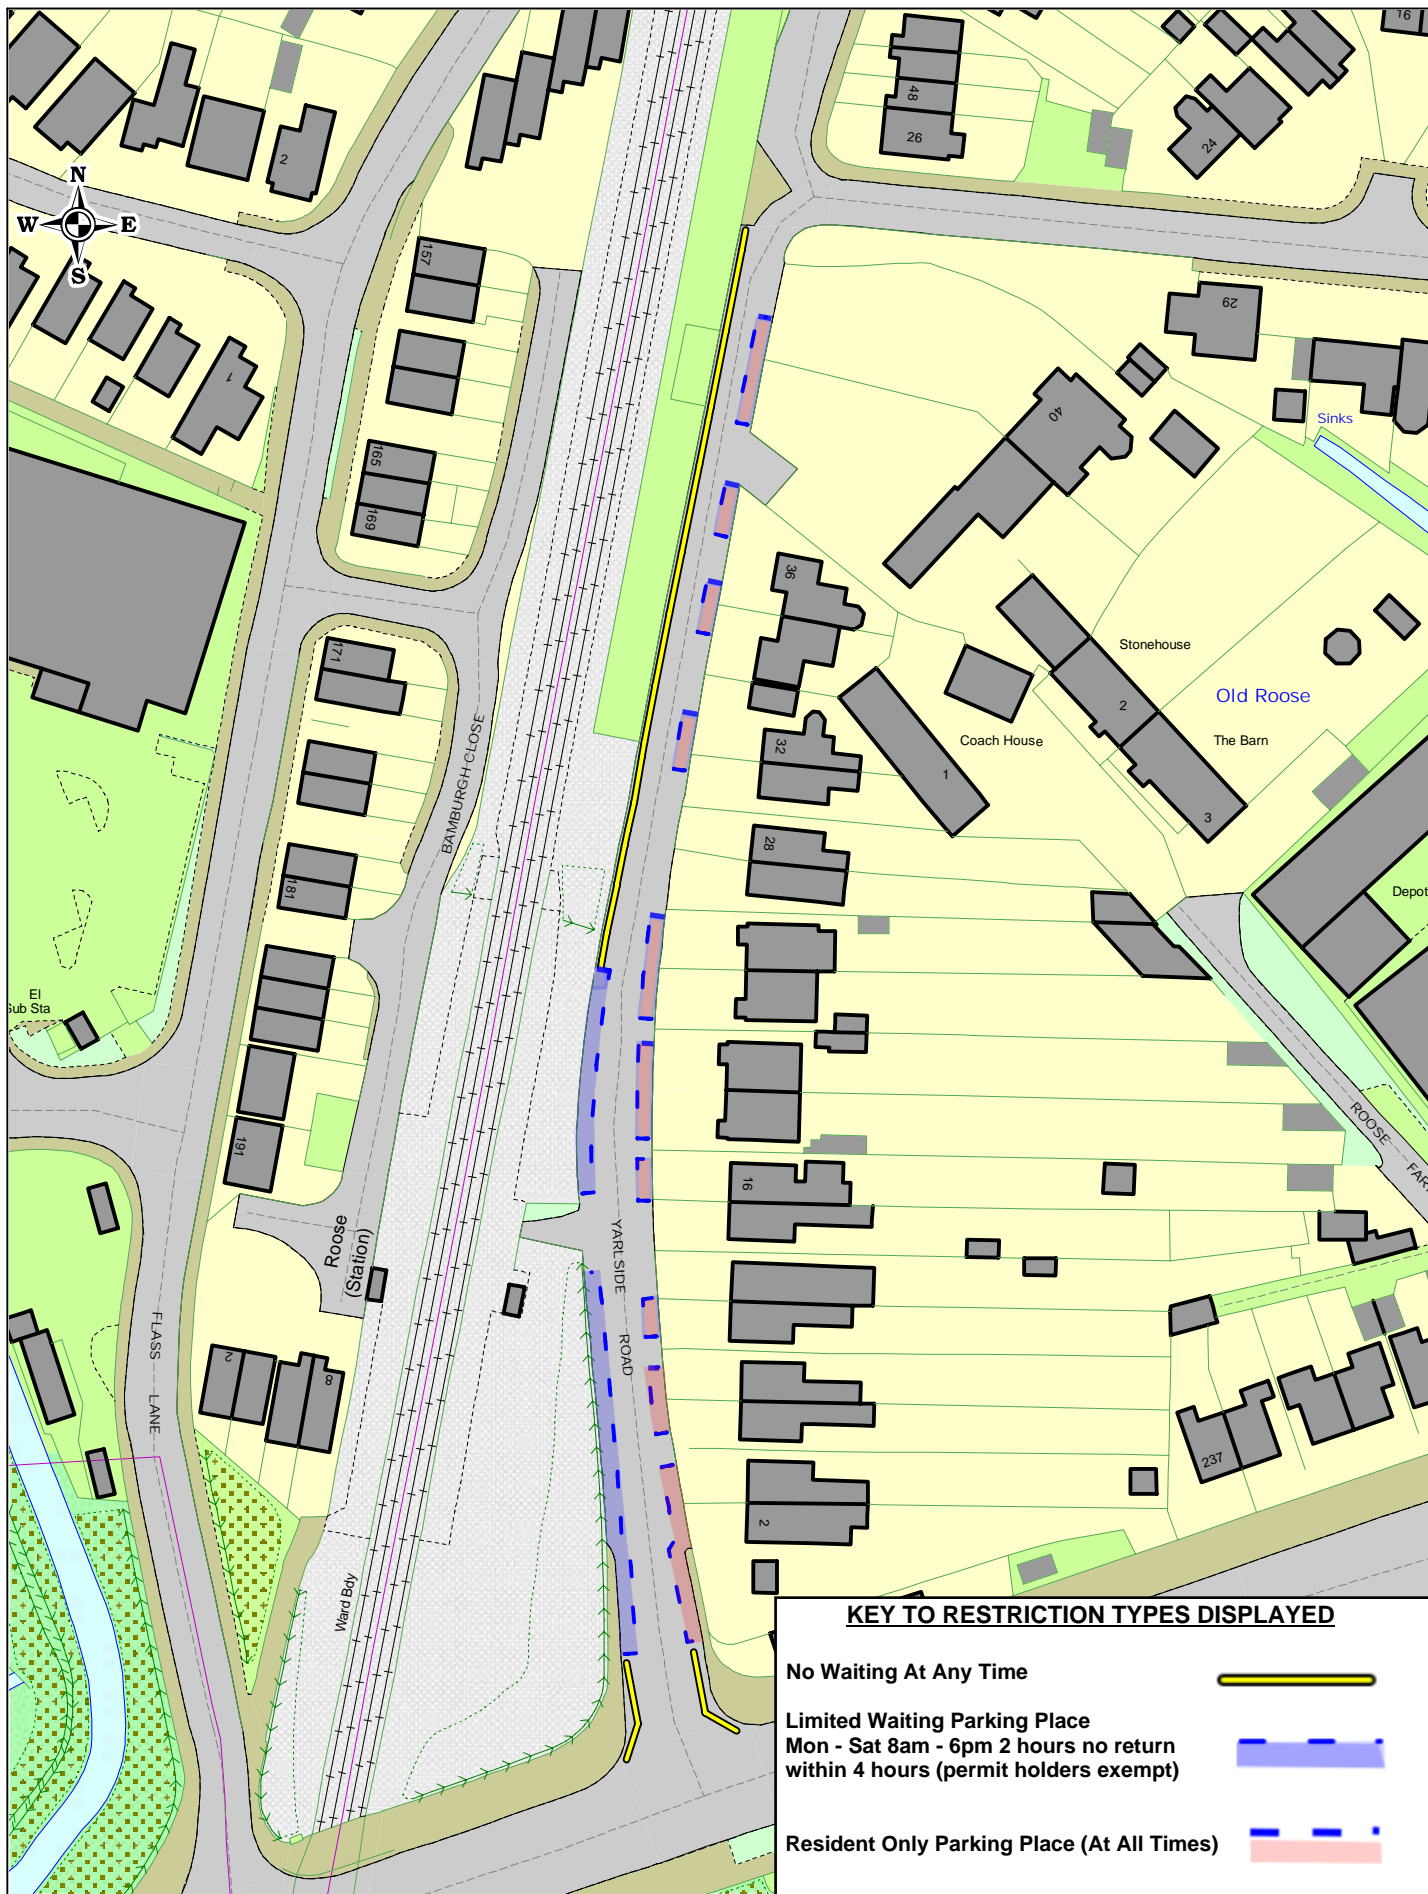 91
48
26
24
2
N
W E
S
157
29
1
40
Sinks
165
169
36
171
Stonehouse
Old Roose
2
32
Coach House
The Barn
1
BAMBURGH CLOSE
3
28
181
Depot
El
Sub Sta
ROOSE FAR
191
16
Roose
(Station)
YARLSIDE ROAD
FLASS LANE
2
8
237
2
Ward Bdy
KEY TO RESTRICTION TYPES DISPLAYED
No Waiting At Any Time
Limited Waiting Parking Place
Mon - Sat 8am - 6pm 2 hours no return
within 4 hours (permit holders exempt)
Resident Only Parking Place (At All Times)